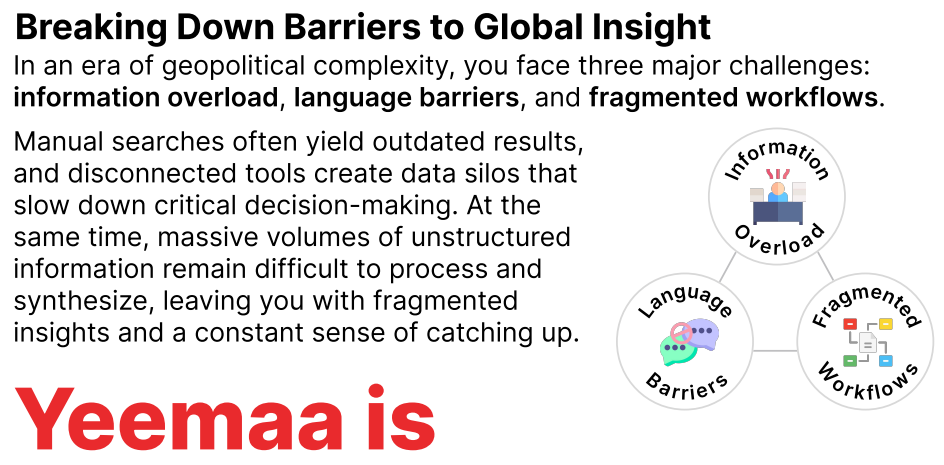 Breaking Down Barriers to Global Insight
In an era of geopolitical complexity, you face three major challenges:
information overload, language barriers, and fragmented workflows.
Manual searches often yield outdated results,
and disconnected tools create data silos that
slow down critical decision-making. At the
same time, massive volumes of unstructured
information remain difficult to process and
synthesize, leaving you with fragmented
insights and a constant sense of catching up.
Information
Overload
Language
Barriers
Fragmented
Workflows
Yeemaa is